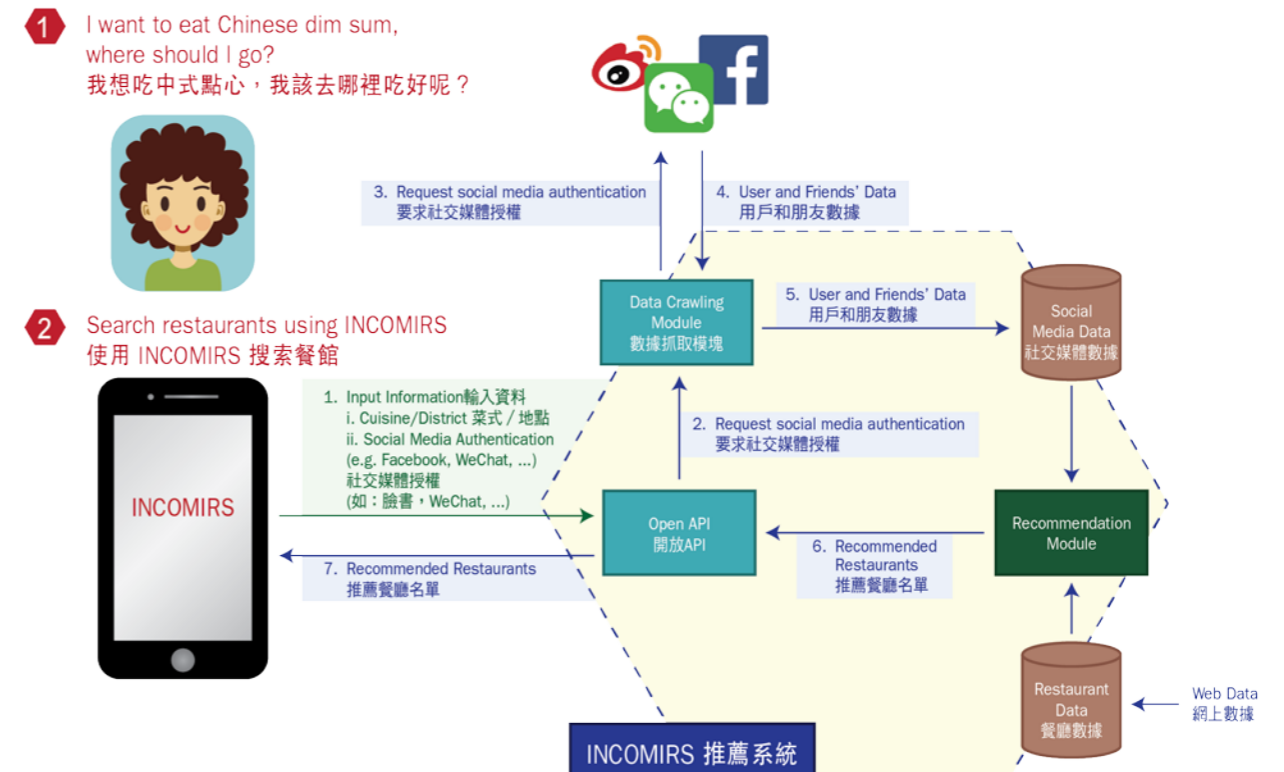 1
I want to eat Chinese dim sum,
where should I go?
我想吃中式點心，我該去哪裡吃好呢？
f
3. Request social media authentication
要求社交媒體授權
4. User and Friends' Data
用戶和朋友數據
Data Crawling
Module
數據抓取模塊
5. User and Friends' Data
用戶和朋友數據
Social
Media Data
社交媒體數據
2
Search restaurants using INCOMIRS
使用 INCOMIRS 搜索餐館
1. Input Information輸入資料
i. Cuisine/District 菜式／地點
ii. Social Media Authentication
(e.g. Facebook, WeChat, ...)
社交媒體授權
(如：臉書，WeChat, ...)
2. Request social media authentication
要求社交媒體授權
INCOMIRS
Open API
開放API
Recommendation
Module
6. Recommended
Restaurants
推薦餐廳名單
7. Recommended Restaurants
推薦餐廳名單
Restaurant
Data
餐廳數據
Web Data
網上數據
INCOMIRS 推薦系統